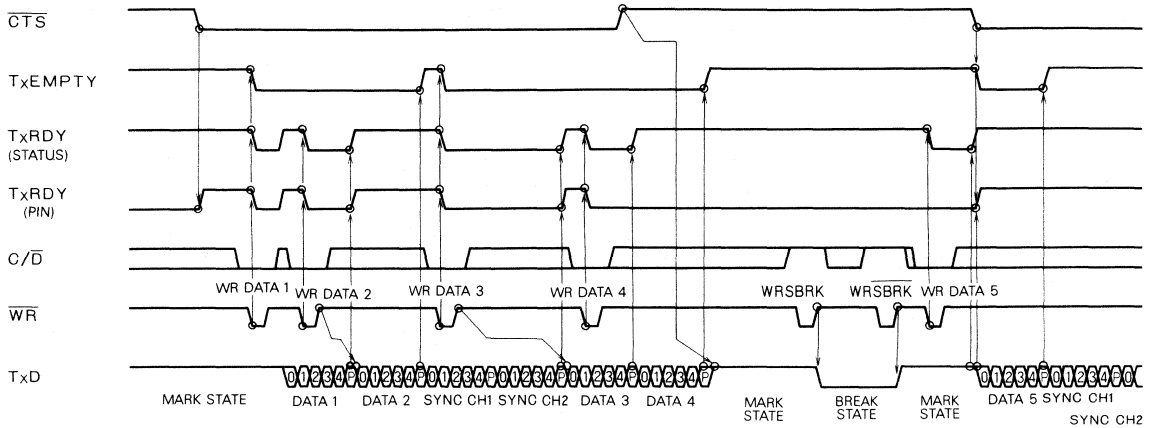 CTS
TxEMPTY
TxRDY
(STATUS)
TxRDY
(PIN)
C/D
WR DATA 1 WR DATA 2 WR DATA 3 WR DATA 4 WRSBRK WRSBRK WR DATA 5
WR
TxD
01234P01234P01234P01234P01234P01234P 01234P01234P0
MARK STATE DATA 1 DATA 2 SYNC CH1 SYNC CH2 DATA 3 DATA 4 MARK STATE BREAK STATE MARK STATE DATA 5 SYNC CH1
SYNC CH2